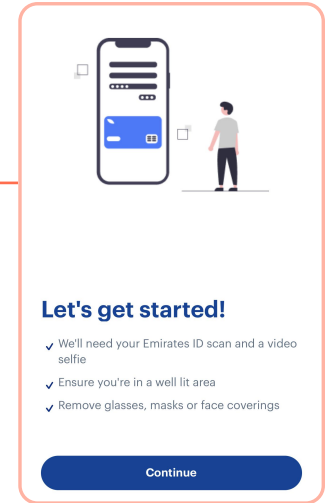 Let's get started!
We'll need your Emirates ID scan and a video
selfie
Ensure you're in a well lit area
Remove glasses, masks or face coverings
Continue